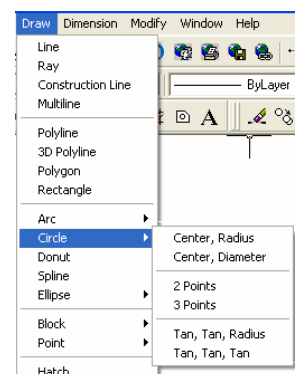 Draw Dimension Modify Window Help
Line
Ray
Construction Line
Multiline
ByLayer
A
Polyline
3D Polyline
Polygon
Rectangle
Arc
Circle
Donut
Spline
Ellipse
Block
Point
Hatch
Center, Radius
Center, Diameter
2 Points
3 Points
Tan, Tan, Radius
Tan, Tan, Tan